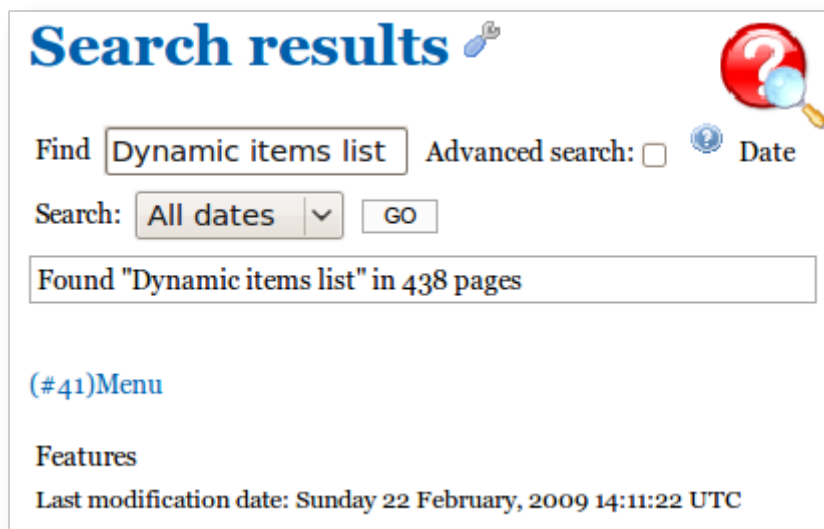 Search results
Find Dynamic items list Advanced search: Date
Search: All dates GO
Found "Dynamic items list" in 438 pages
(#41)Menu
Features
Last modification date: Sunday 22 February, 2009 14:11:22 UTC